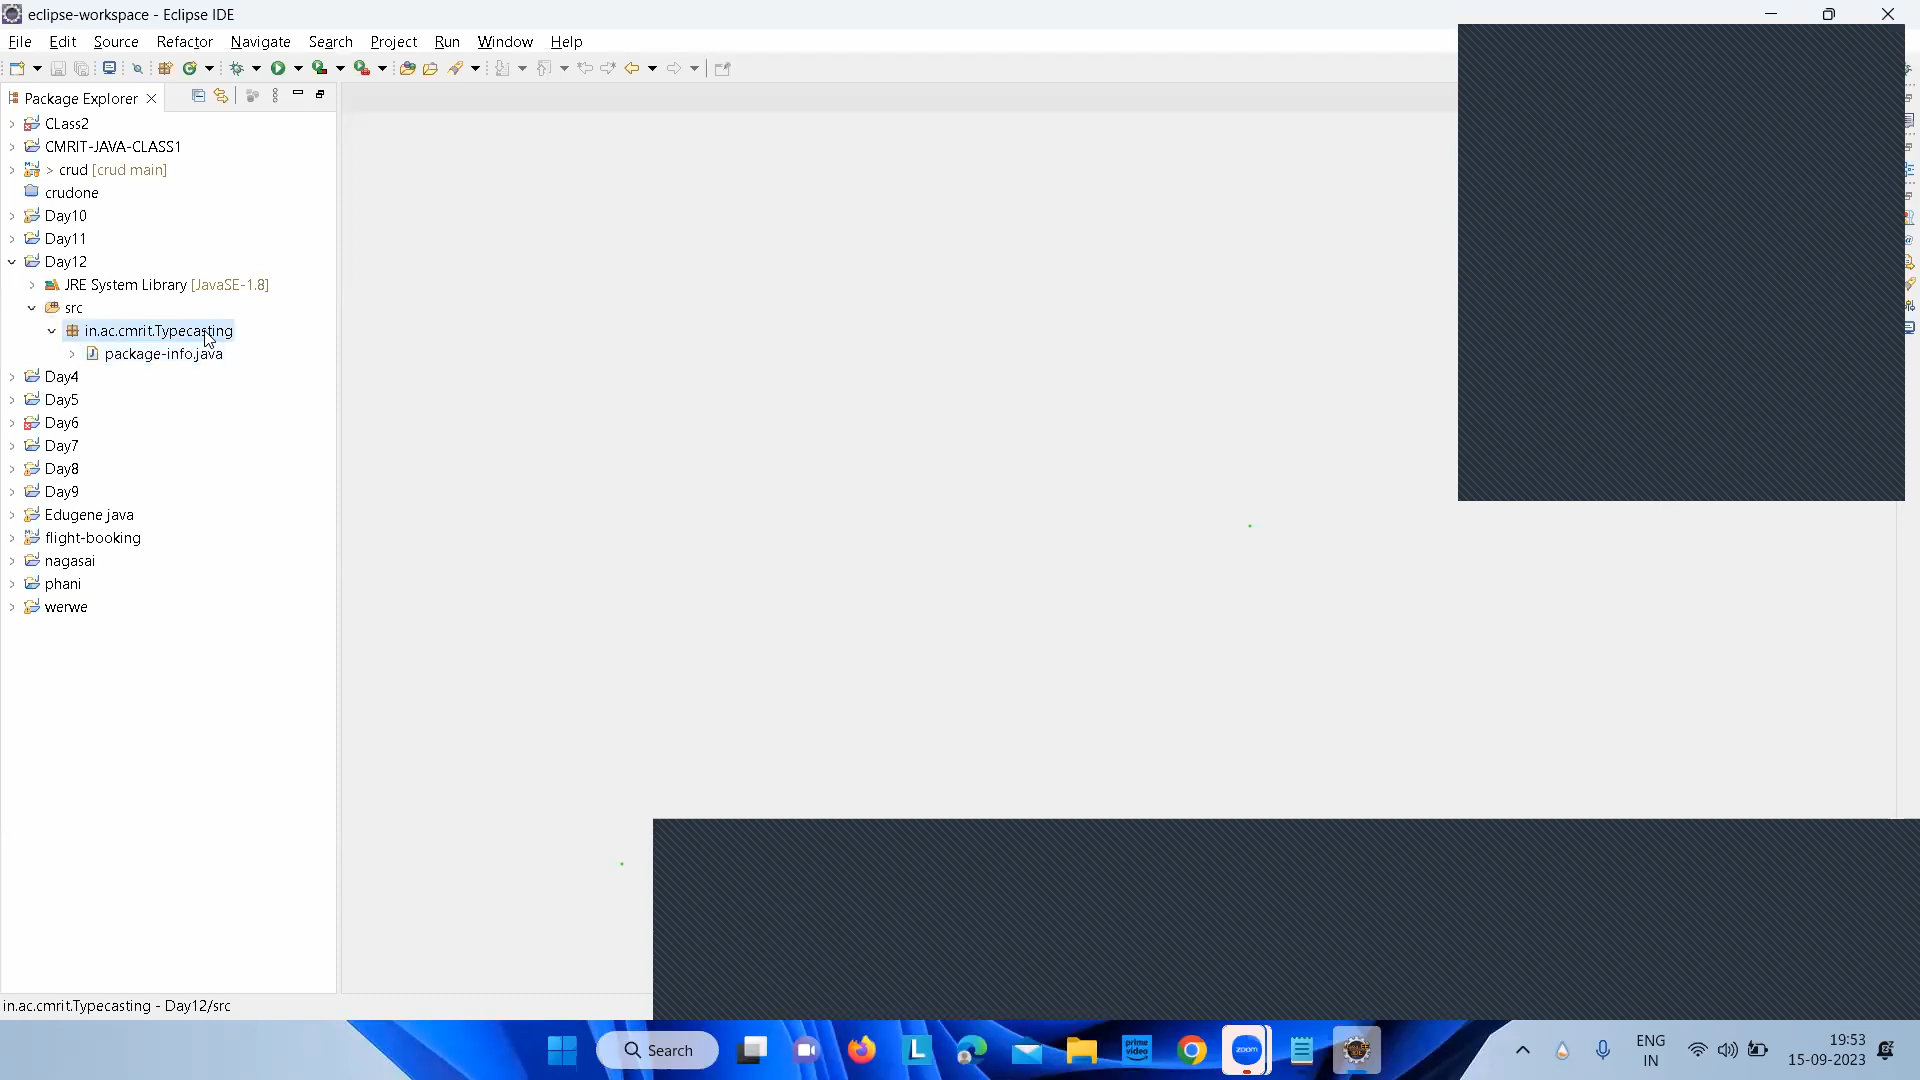 eclipse-workspace - Eclipse IDE
File Edit Source Refactor Navigate Search Project Run Window Help
Package Explorer
CLass2
CMRIT-JAVA-CLASS1
> crud [crud main]
crudone
Day10
Day11
Day12
JRE System Library [JavaSE-1.8]
src
in.ac.cmrit.Typecasting
package-info.java
Day4
Day5
Day6
Day7
Day8
Day9
Edugene java
flight-booking
nagasai
phani
werwe
in.ac.cmrit.Typecasting - Day12/src
Search
L
prime video
zoom
ENG
IN
19:53
15-09-2023